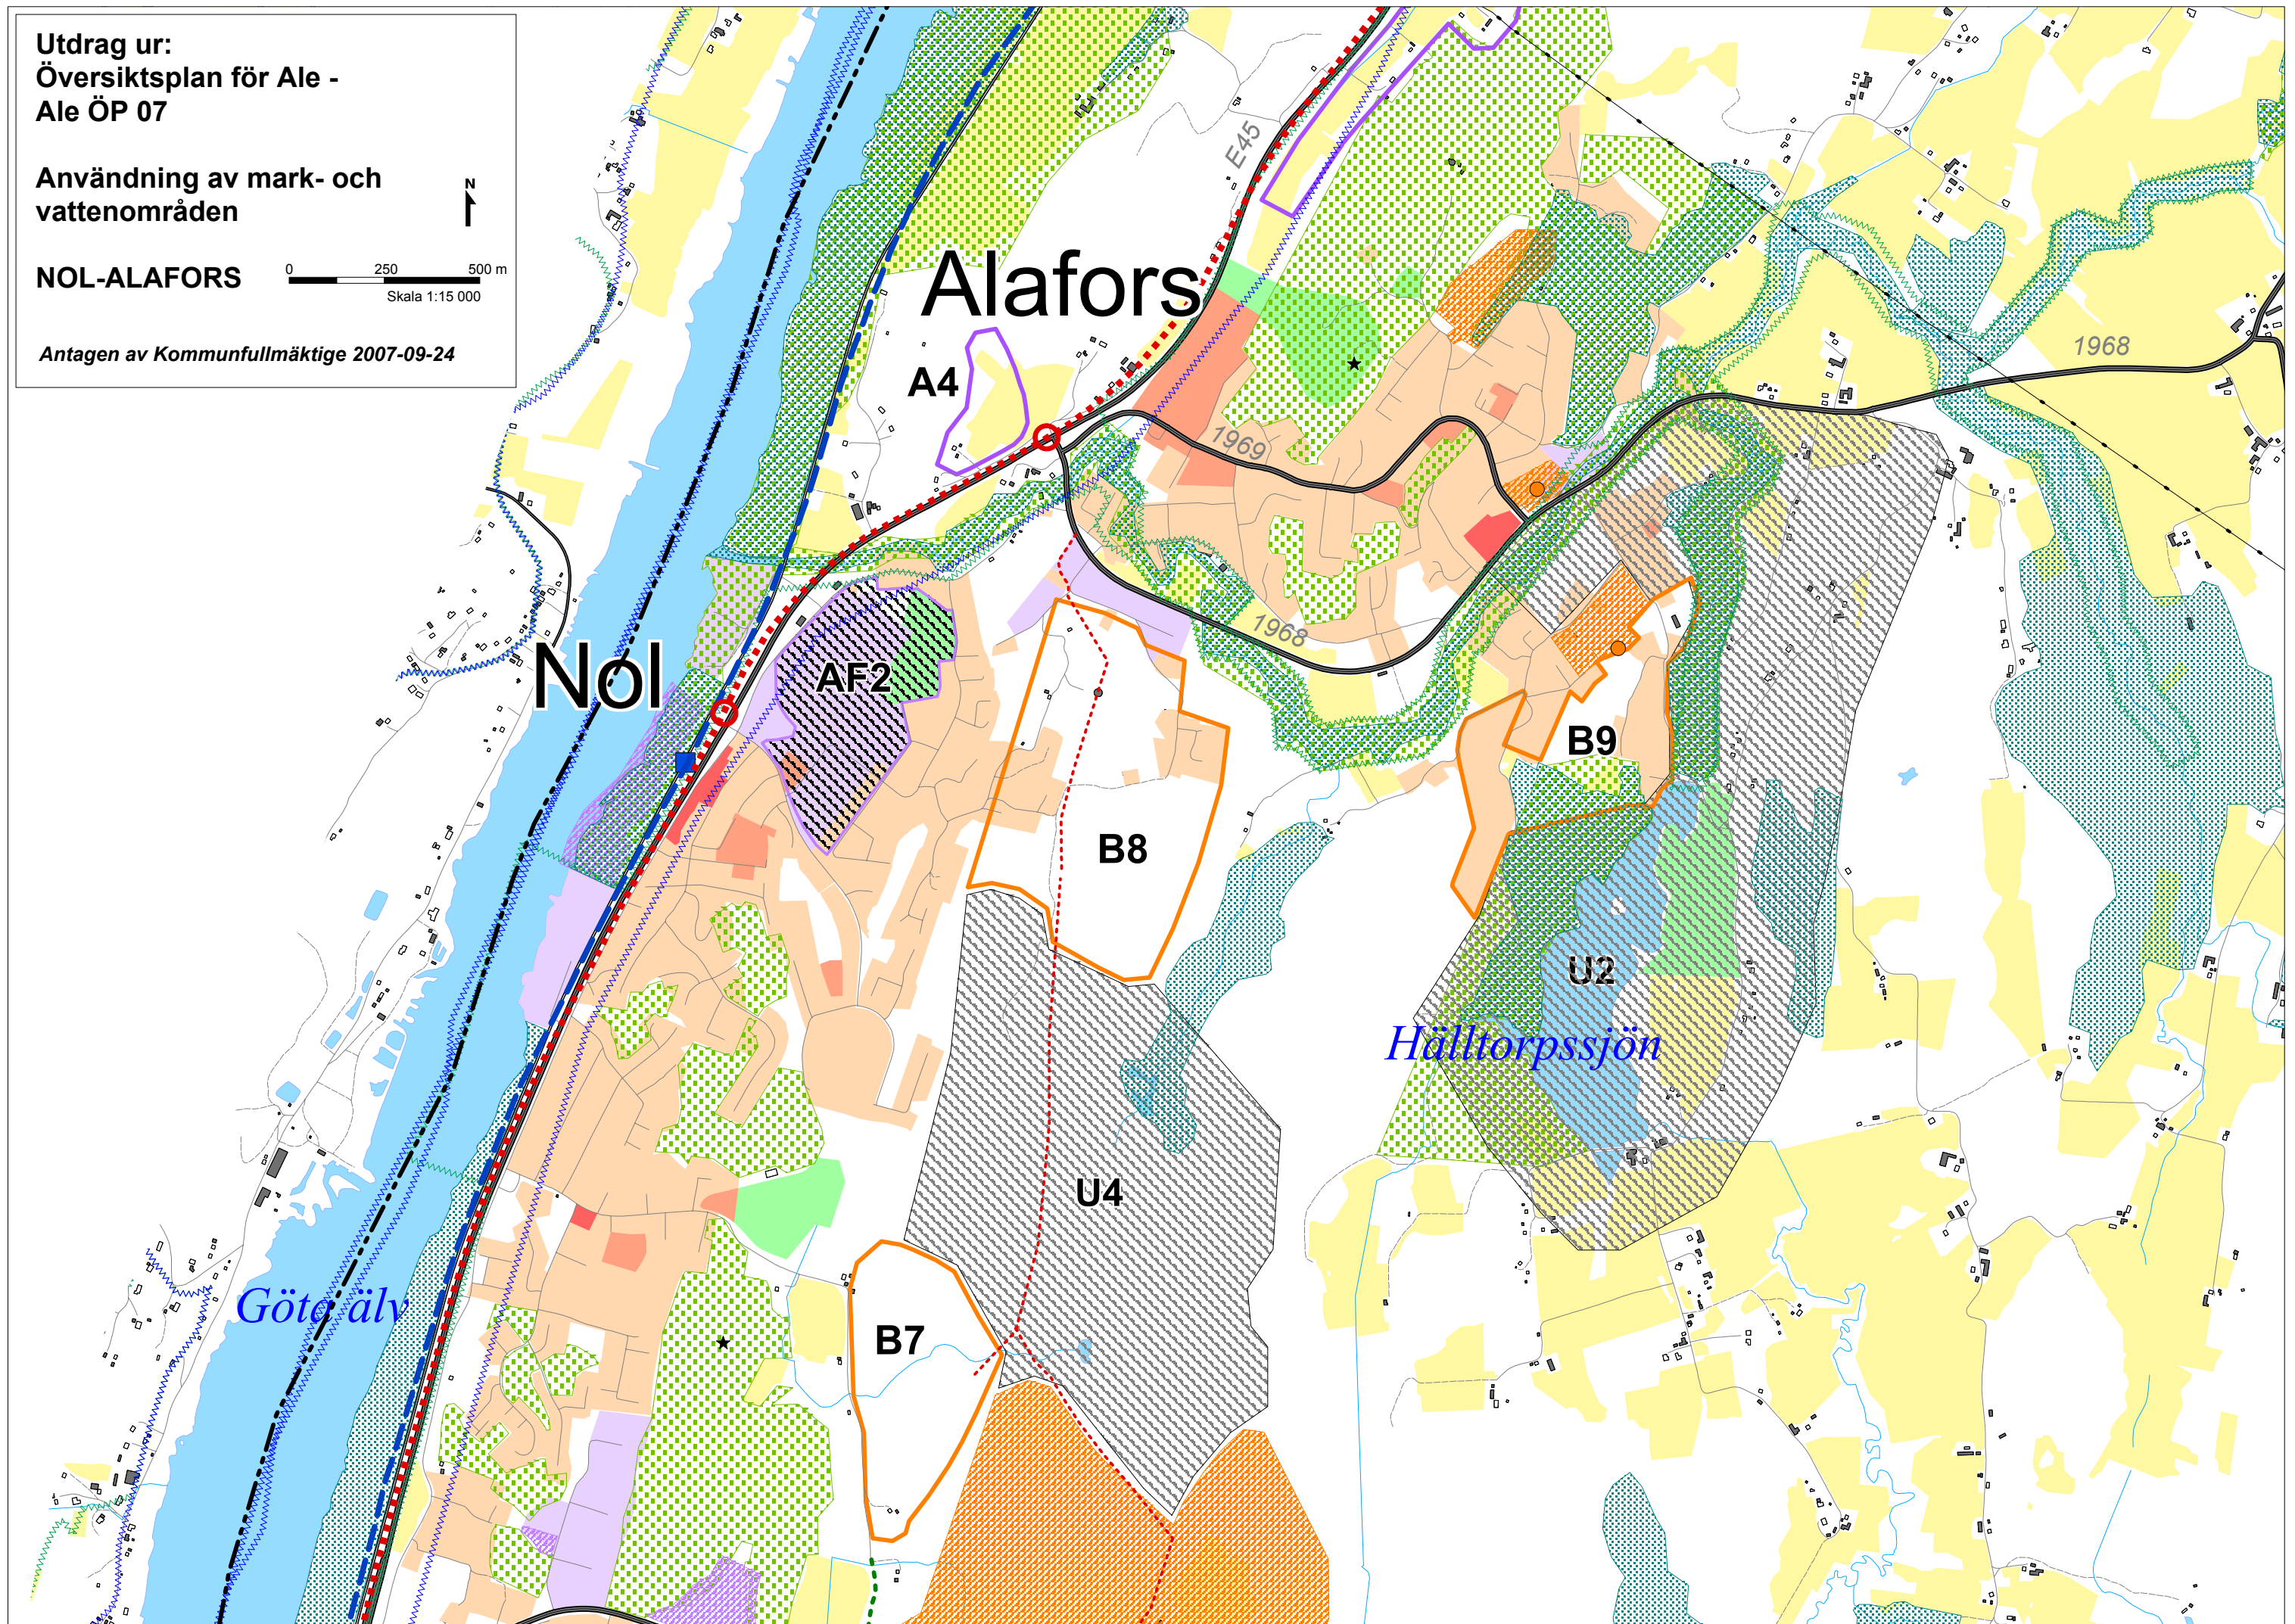 Utdrag ur:
Översiktsplan för Ale -
Ale ÖP 07
Användning av mark- och
vattenområden
N
NOL-ALAFORS
0 250 500 m
Skala 1:15 000
Antagen av Kommunfullmäktige 2007-09-24
E45
Alafors
A4
1968
1969
1968
Nol
AF2
B9
B8
U2
Hälltorpssjön
U4
Göta älv
B7